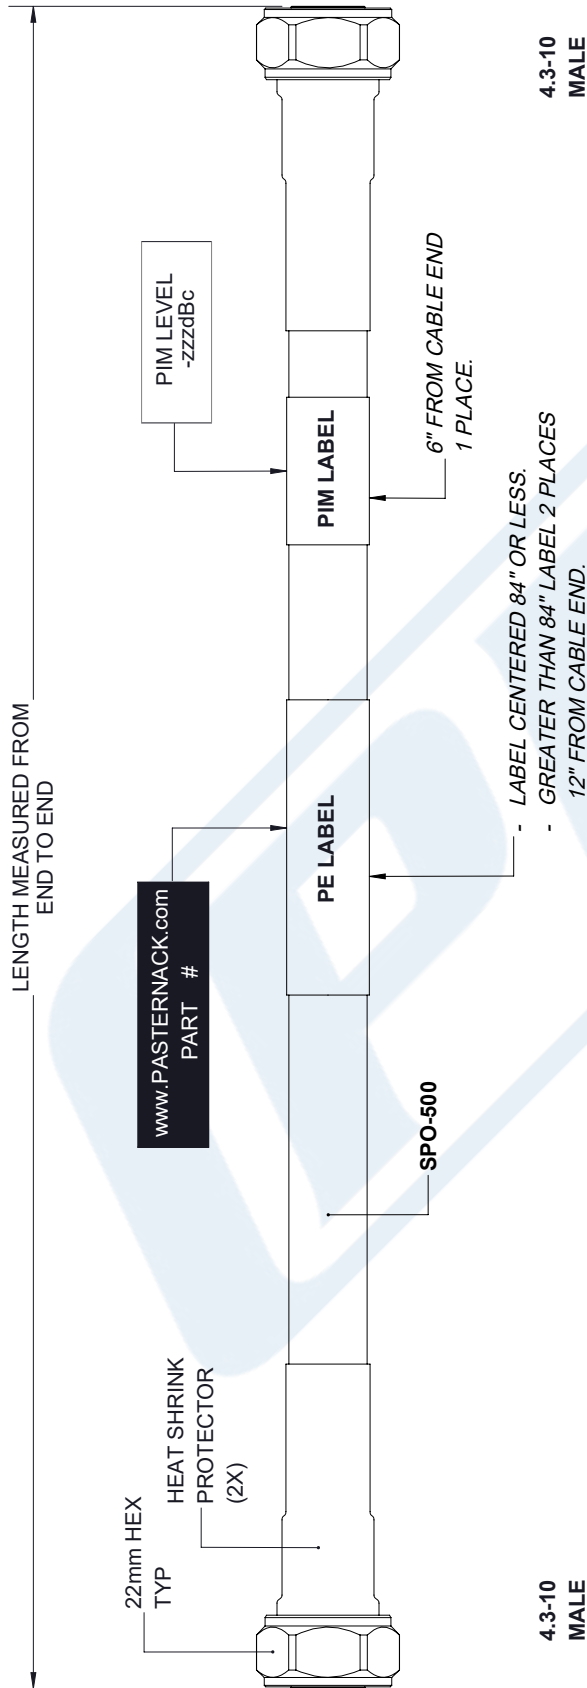 LENGTH MEASURED FROM
END TO END
22mm HEX
TYP
HEAT SHRINK
PROTECTOR
(2X)
www.PASTERNACK.com
PART #
PIM LEVEL
-zzzdBc
PE LABEL
PIM LABEL
SPO-500
6" FROM CABLE END
1 PLACE.
- LABEL CENTERED 84" OR LESS.
- GREATER THAN 84" LABEL 2 PLACES
12" FROM CABLE END.
4.3-10
MALE
4.3-10
MALE